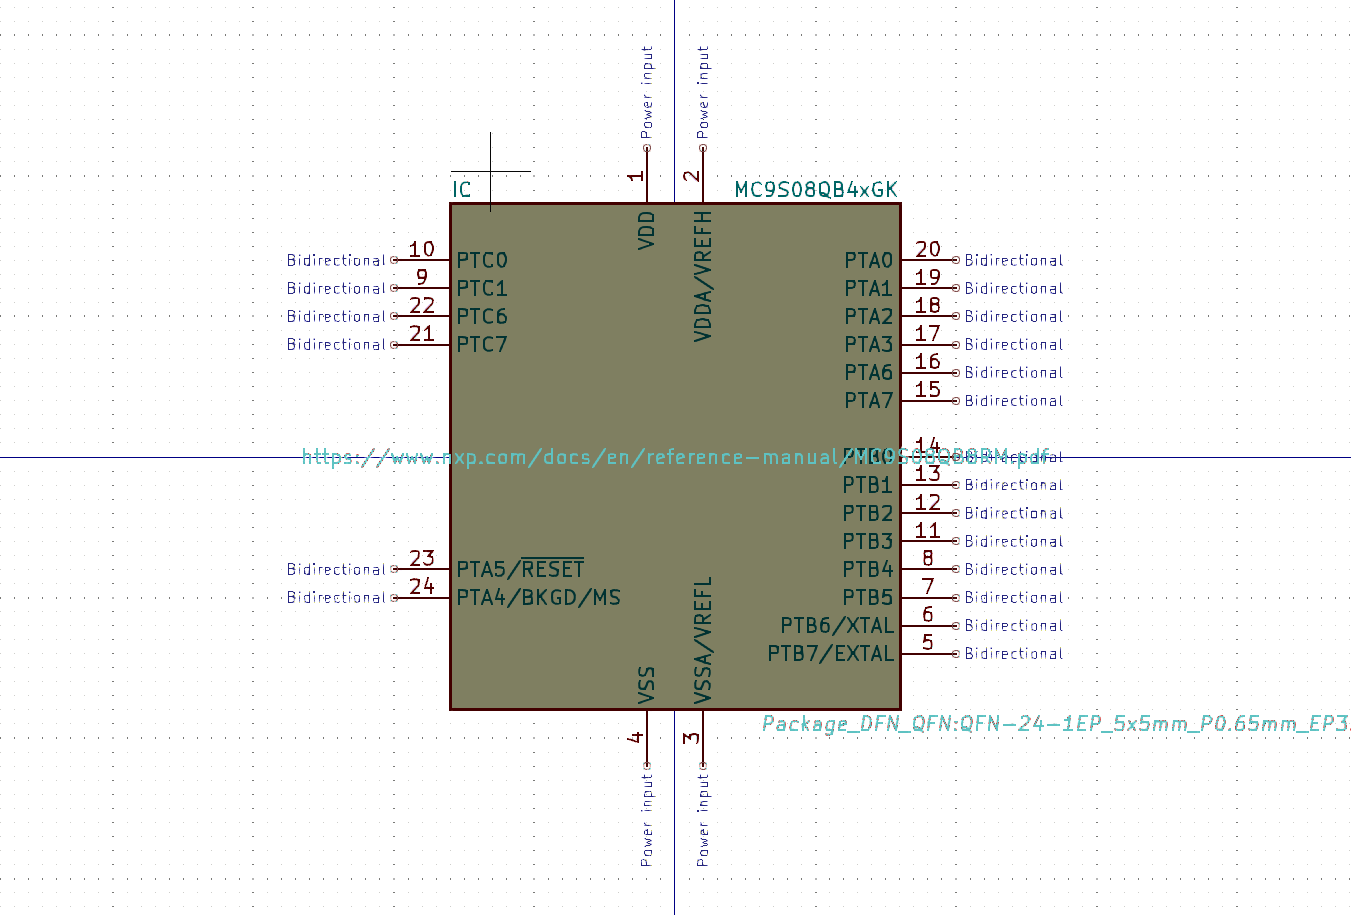 Power input
Power input
1
2
IC
MC9S08QB4xGK
VDD
VDDA/VREFH
Bidirectional 10 PTC0
Bidirectional 9 PTC1
Bidirectional 22 PTC6
Bidirectional 21 PTC7
PTA0 20 Bidirectional
PTA1 19 Bidirectional
PTA2 18 Bidirectional
PTA3 17 Bidirectional
PTA6 16 Bidirectional
PTA7 15 Bidirectional
PTB0 14 Bidirectional
https://www.nxp.com/docs/en/reference-manual/MC9S08QB8RM.pdf
PTB1 13 Bidirectional
PTB2 12 Bidirectional
PTB3 11 Bidirectional
PTB4 8 Bidirectional
PTB5 7 Bidirectional
PTB6/XTAL 6 Bidirectional
PTB7/EXTAL 5 Bidirectional
Bidirectional 23 PTA5/RESET
Bidirectional 24 PTA4/BKGD/MS
VSS
VSSA/VREFL
Package_DFN_QFN:QFN-24-1EP_5x5mm_P0.65mm_EP3.
4
3
Power input
Power input